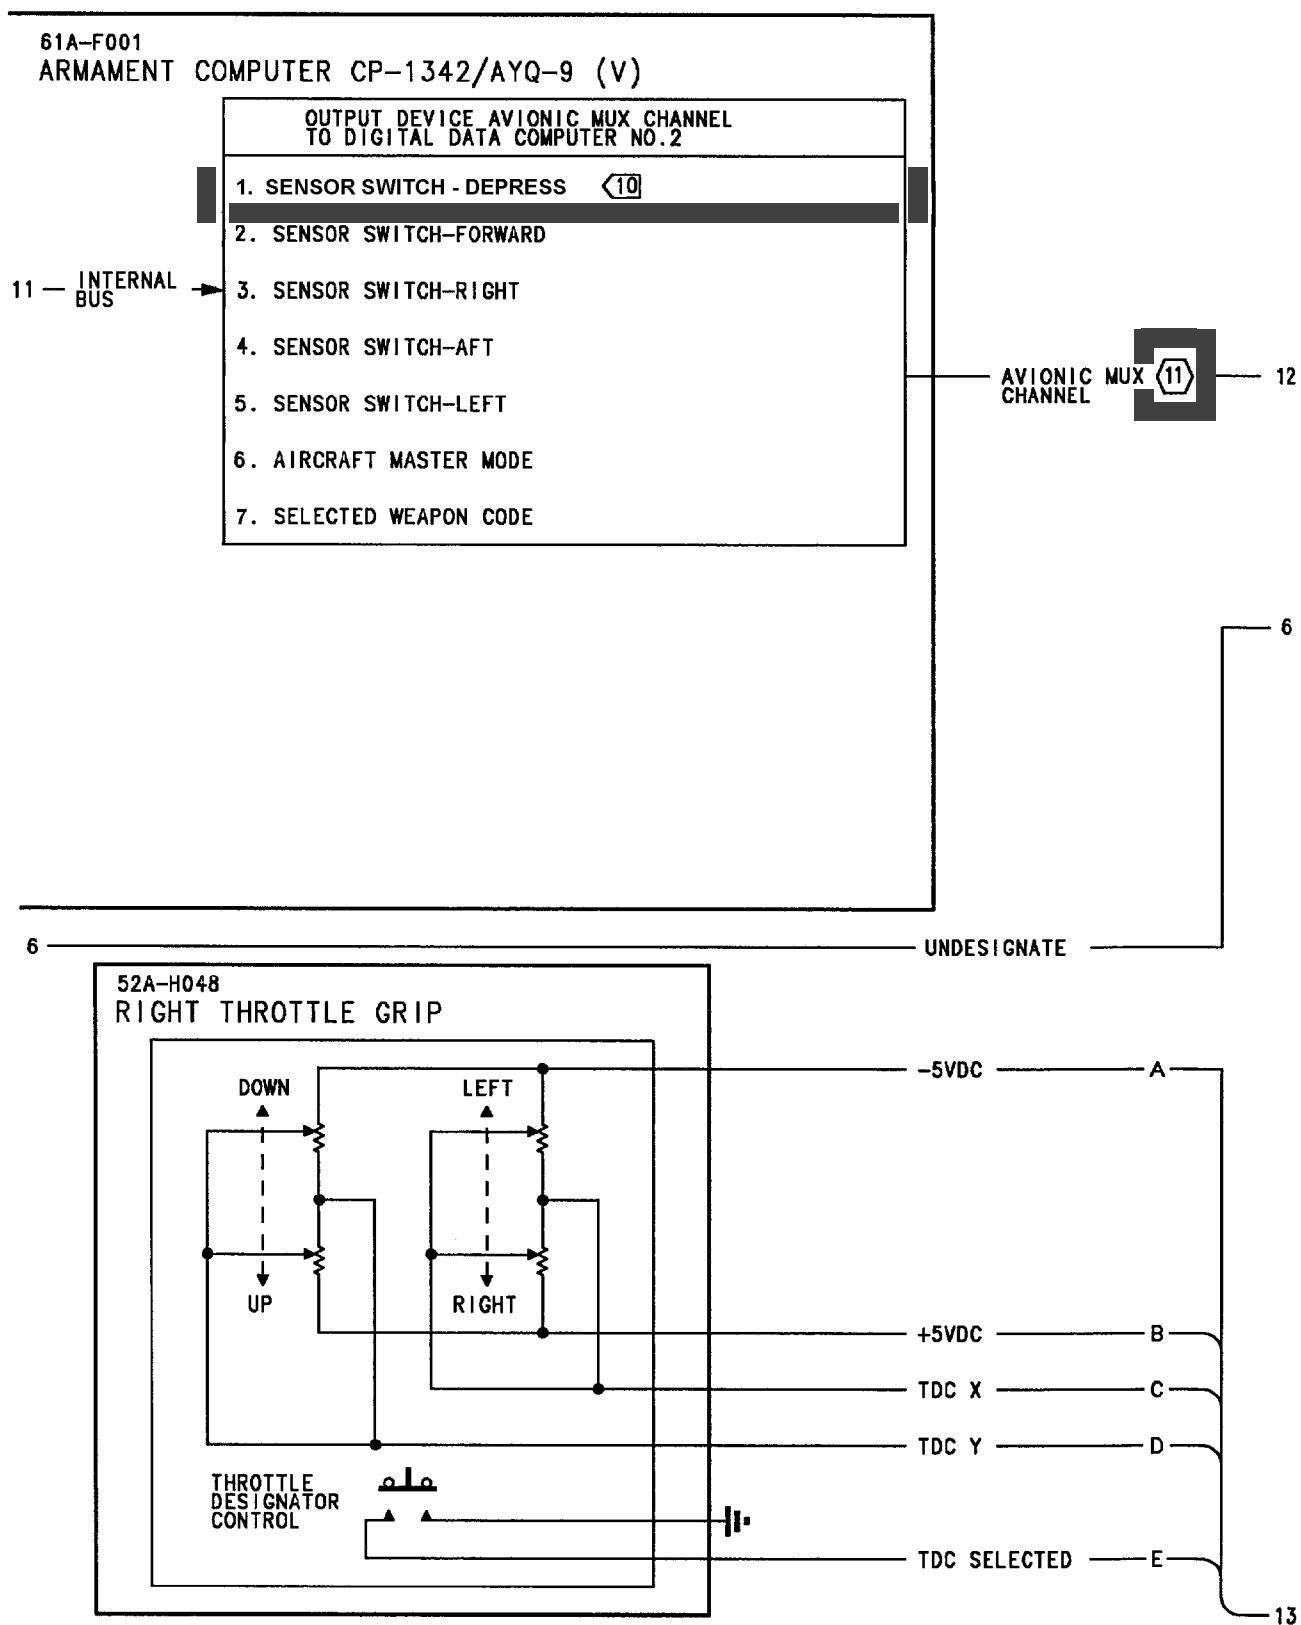 61A-F001
ARMAMENT COMPUTER CP-1342/AYQ-9 (V)
OUTPUT DEVICE AVIONIC MUX CHANNEL
TO DIGITAL DATA COMPUTER NO.2
1. SENSOR SWITCH - DEPRESS 10
2. SENSOR SWITCH-FORWARD
11 INTERNAL
BUS
3. SENSOR SWITCH-RIGHT
4. SENSOR SWITCH-AFT
AVIONIC MUX 11 12
CHANNEL
5. SENSOR SWITCH-LEFT
6. AIRCRAFT MASTER MODE
7. SELECTED WEAPON CODE
6
6 UNDESIGNATE
52A-H048
RIGHT THROTTLE GRIP
-5VDC A
DOWN LEFT
UP RIGHT
+5VDC B
TDC X C
TDC Y D
THROTTLE
DESIGNATOR
CONTROL
TDC SELECTED E
13